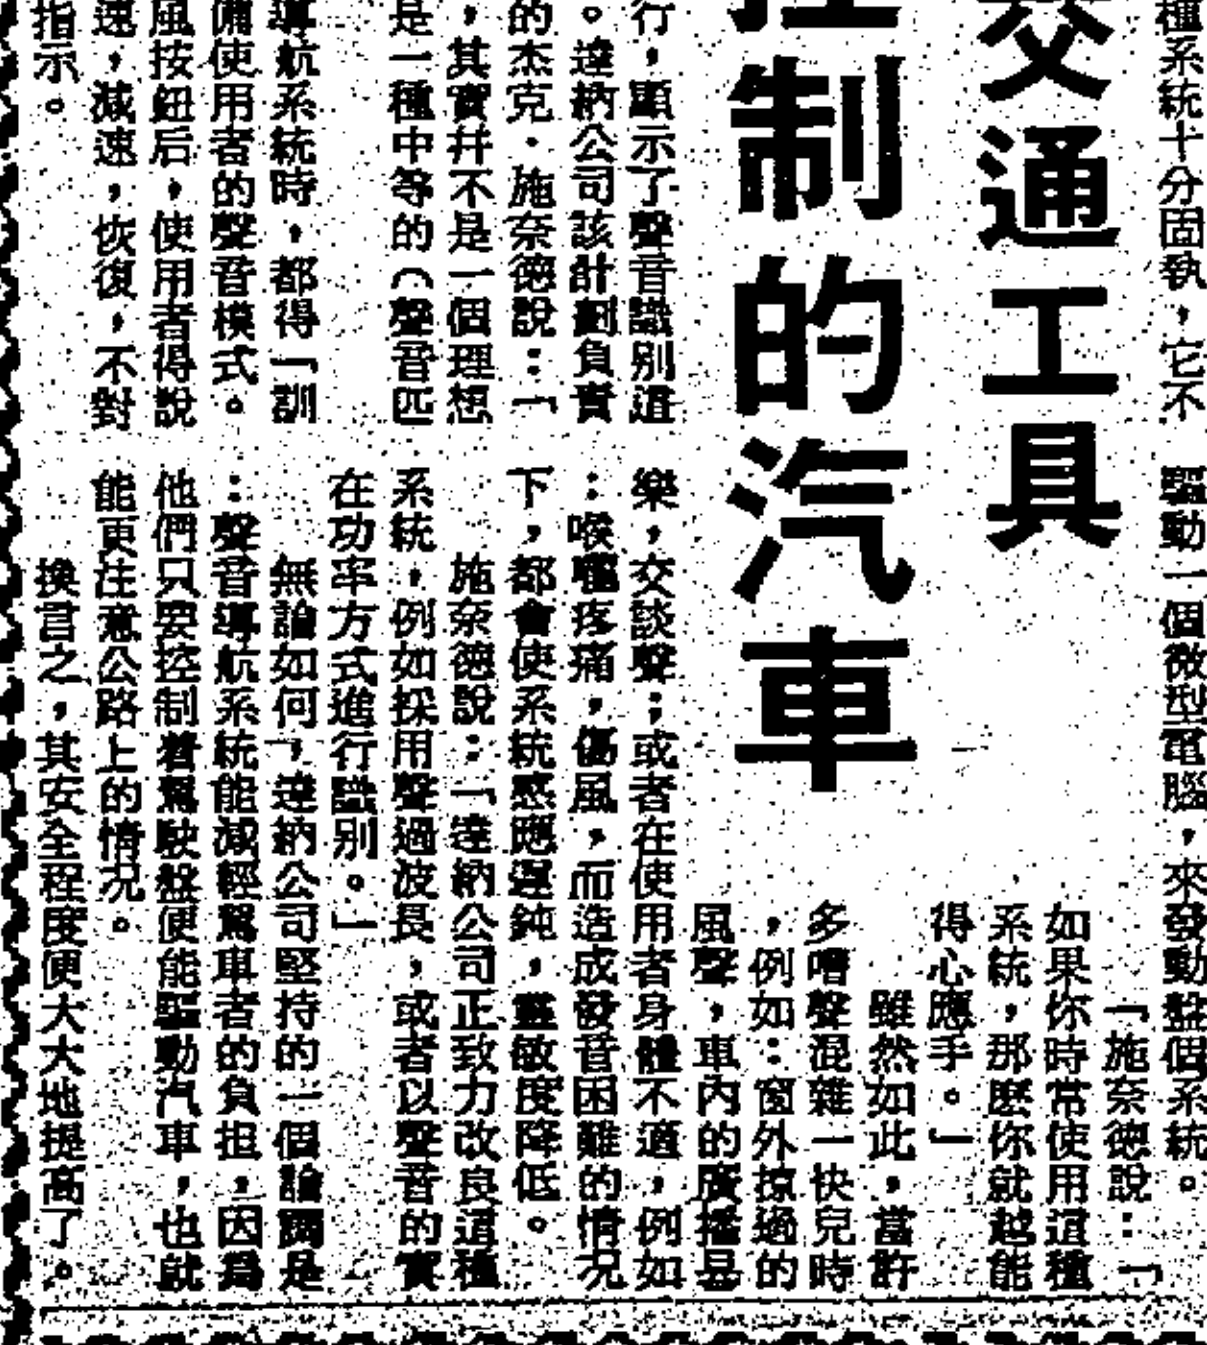 交通工具
控制的汽車
種系統十分固執，它不
行，顯示了聲音識別這
。達納公司該計劃負責
的杰克·施奈德說：「
，其實并不是一個理想
是一種中等的（聲音匹
導航系統時，都得「訓
備使用者的聲音模式。
風按鈕后，使用者得說
速，減速，恢復，不對
指示。
驅動一個微型電腦，來發動整個系統。
「施奈德說：「
如果你時常使用這種
系統，那麼你就越能
得心應手。」
雖然如此，當許
多嘈聲混雜一快兒時
，例如：窗外掠過的
風聲，車內的廣播音
樂，交談聲；或者在使用者身體不適，例如
：喉嚨疼痛，傷風，而造成發音困難的情況
下，都會使系統感應遲鈍，靈敏度降低。
施奈德說：「達納公司正致力改良這種
系統，例如採用聲過波長，或者以聲音的實
在功率方式進行識別。」
無論如何，達納公司堅持的一個論調是
：聲音導航系統能減輕駕車者的負担，因爲
他們只要控制着駕駛盤便能驅動汽車，也就
能更注意公路上的情況。
換言之，其安全程度便大大地提高了。